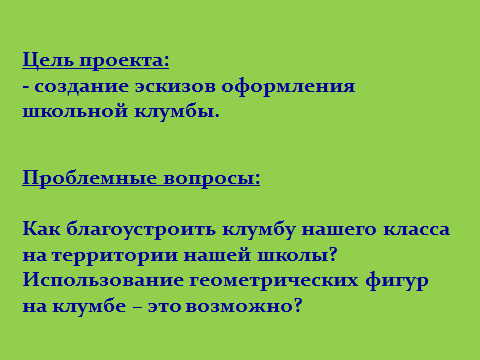 Цель проекта:
- создание эскизов оформления
школьной клумбы.
Проблемные вопросы:
Как благоустроить клумбу нашего класса
на территории нашей школы?
Использование геометрических фигур
на клумбе – это возможно?